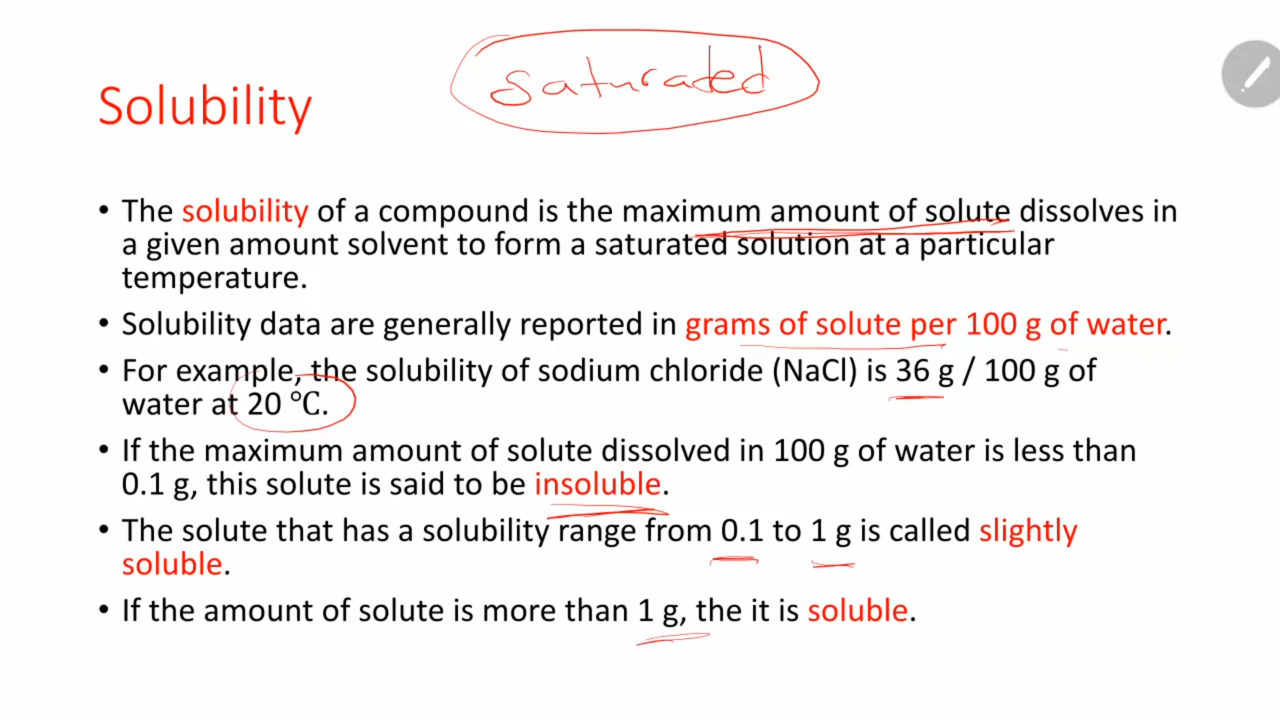 saturated
Solubility
• The solubility of a compound is the maximum amount of solute dissolves in
a given amount solvent to form a saturated solution at a particular
temperature.
• Solubility data are generally reported in grams of solute per 100 g of water.
• For example, the solubility of sodium chloride (NaCl) is 36 g / 100 g of
water at 20 °C.
• If the maximum amount of solute dissolved in 100 g of water is less than
0.1 g, this solute is said to be insoluble.
• The solute that has a solubility range from 0.1 to 1 g is called slightly
soluble.
• If the amount of solute is more than 1 g, the it is soluble.